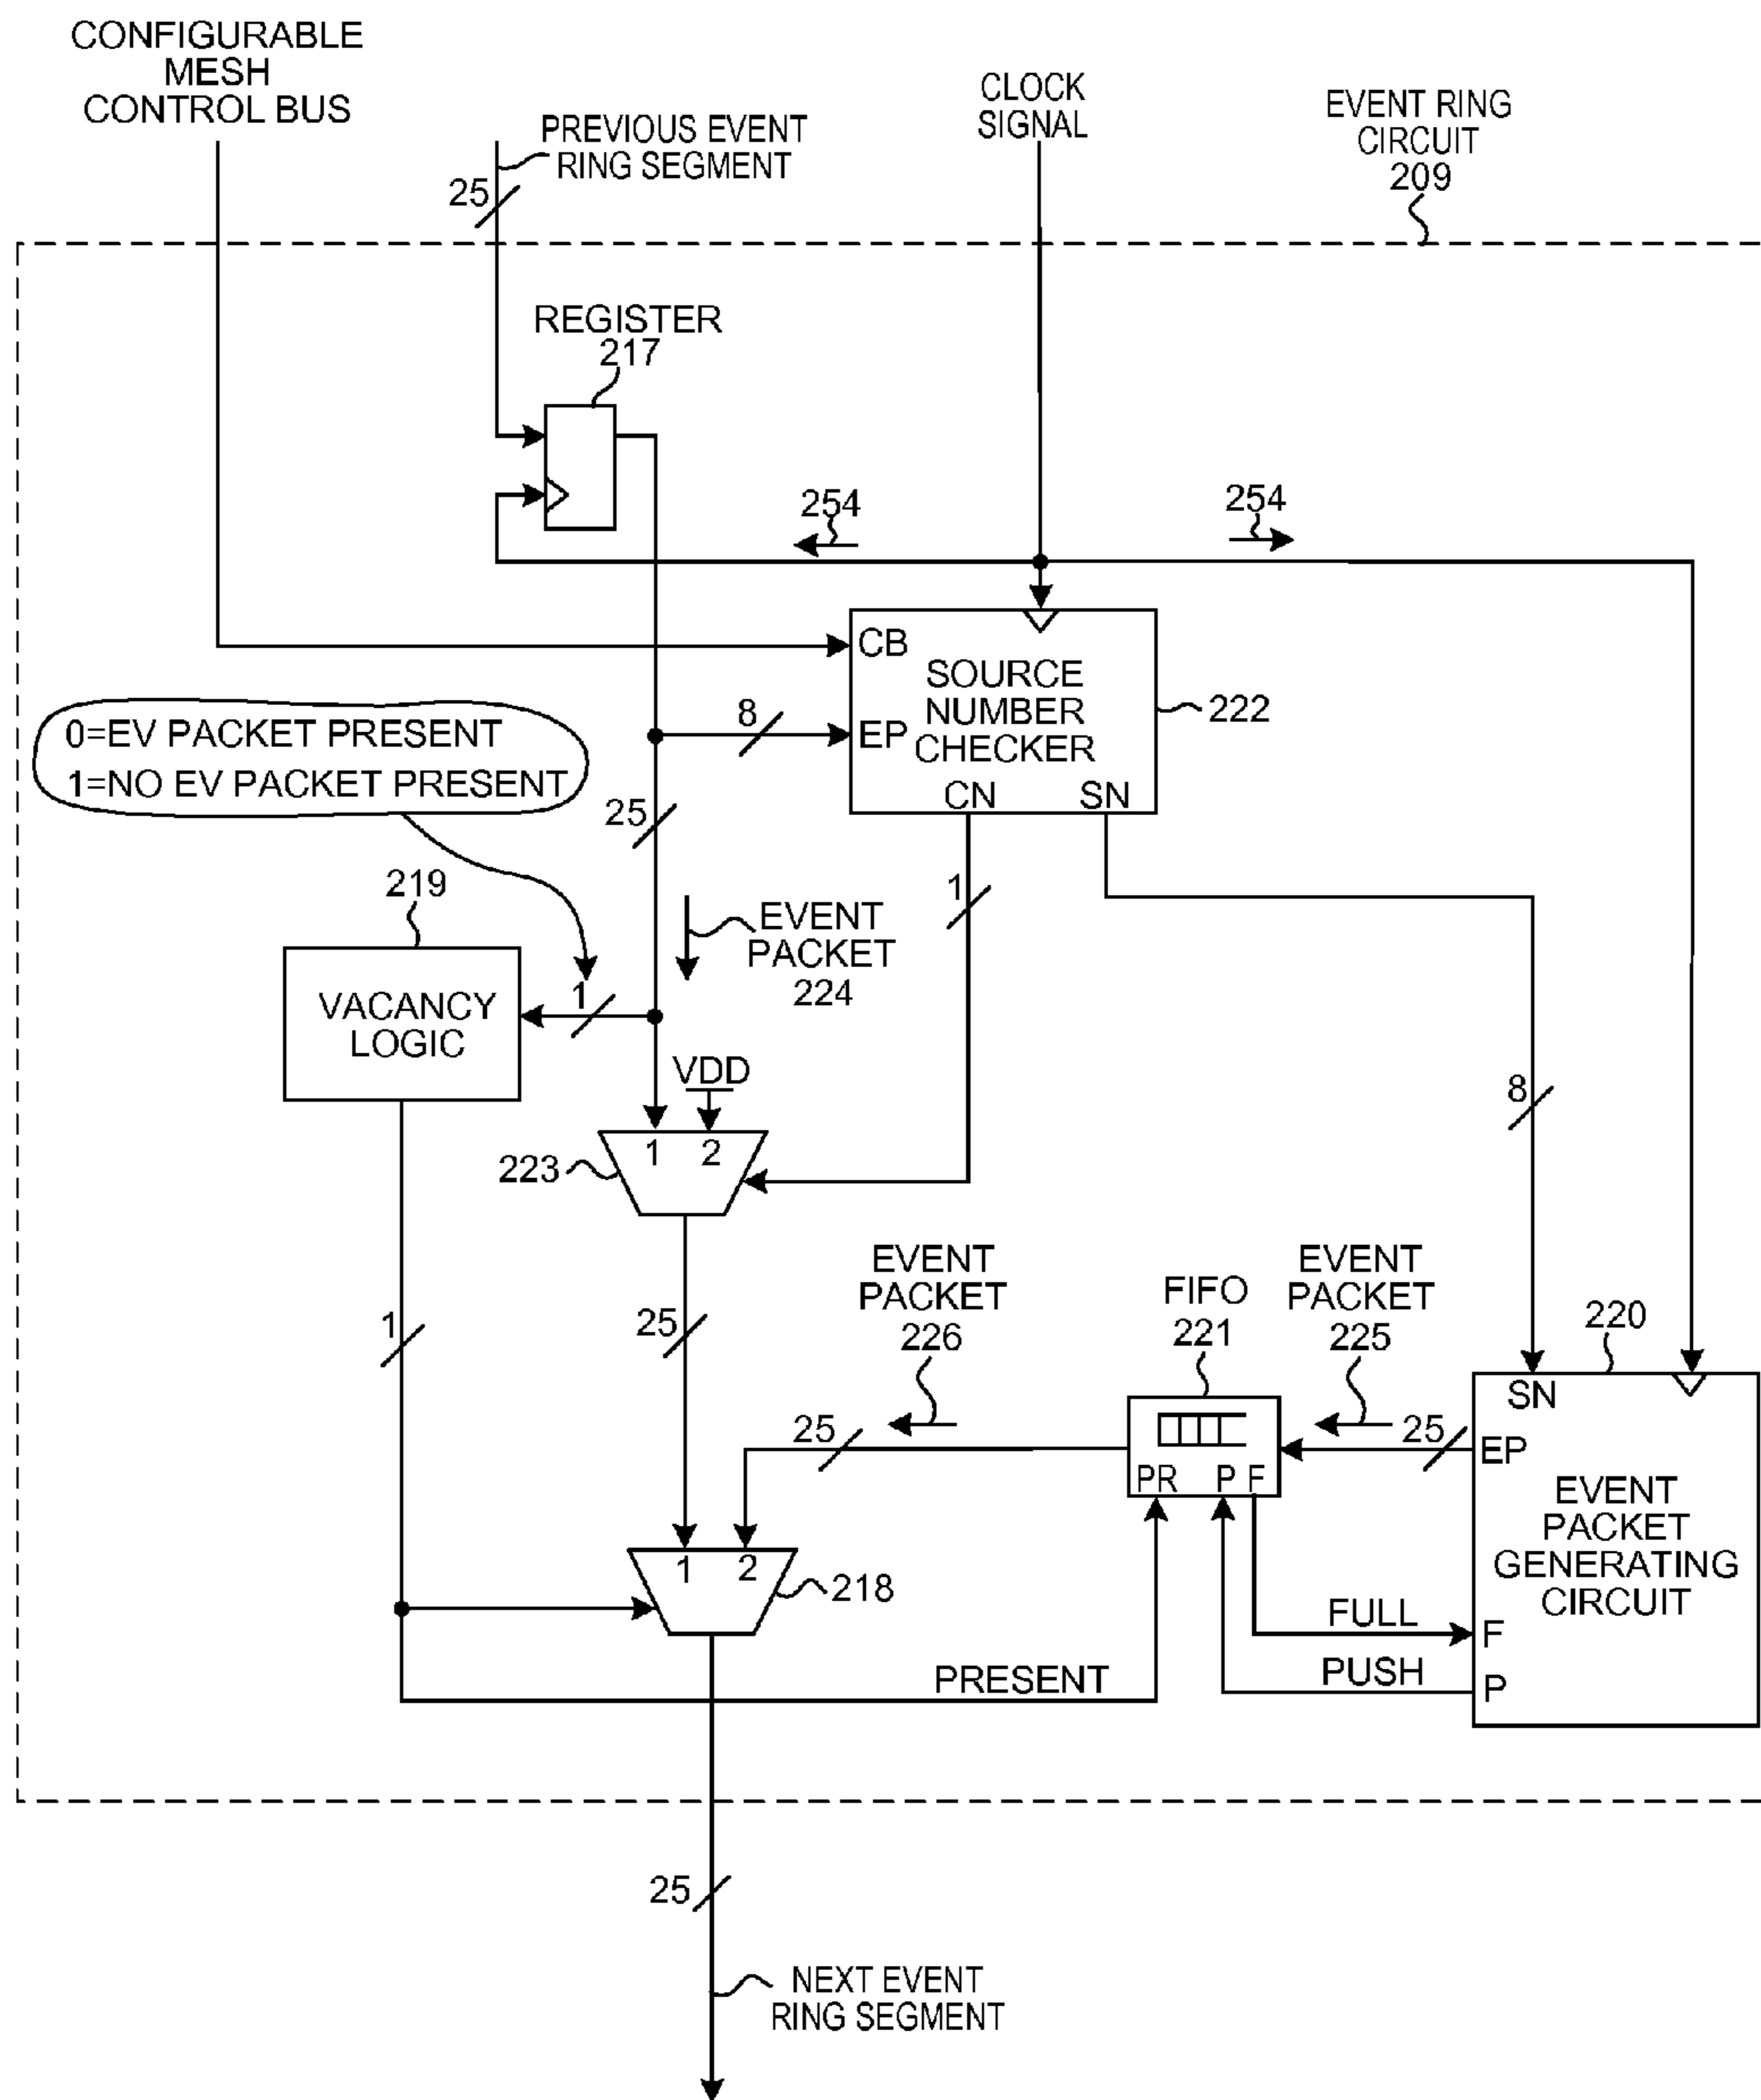 CONFIGURABLE
MESH
CONTROL BUS
PREVIOUS EVENT
RING SEGMENT
25
CLOCK
SIGNAL
EVENT RING
CIRCUIT
209
REGISTER
217
254
254
CB
SOURCE
NUMBER
CHECKER
EP
CN
SN
222
8
0=EV PACKET PRESENT
1=NO EV PACKET PRESENT
25
219
1
EVENT
PACKET
224
VACANCY
LOGIC
1
VDD
8
1
2
223
EVENT
PACKET
226
FIFO
221
EVENT
PACKET
225
220
1
25
SN
25
25
EP
PR
P
F
EVENT
PACKET
GENERATING
CIRCUIT
1
2
218
FULL
F
PRESENT
PUSH
P
25
NEXT EVENT
RING SEGMENT